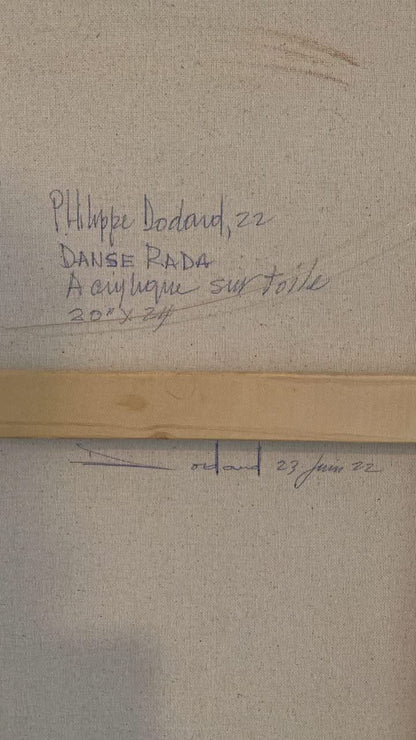 Philippe Dodard, 22
DANSE RADA
Acrylique sur toile
20" X 24
Dodard 23 Juin 22